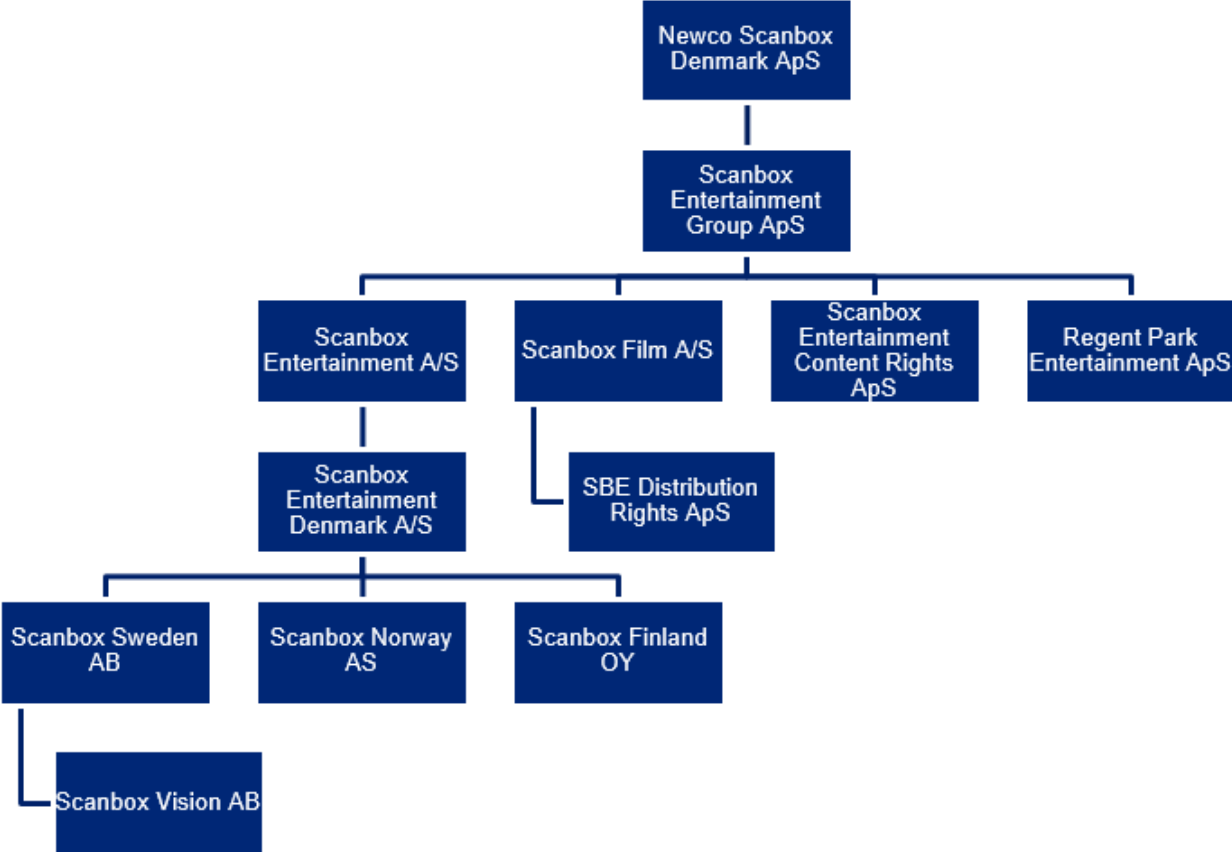 Newco Scanbox
Denmark ApS
Scanbox
Entertainment
Group ApS
Scanbox
Entertainment A/S
Scanbox Film A/S
Scanbox
Entertainment
Content Rights
ApS
Regent Park
Entertainment ApS
Scanbox
Entertainment
Denmark A/S
SBE Distribution
Rights ApS
Scanbox Sweden
AB
Scanbox Norway
AS
Scanbox Finland
OY
Scanbox Vision AB